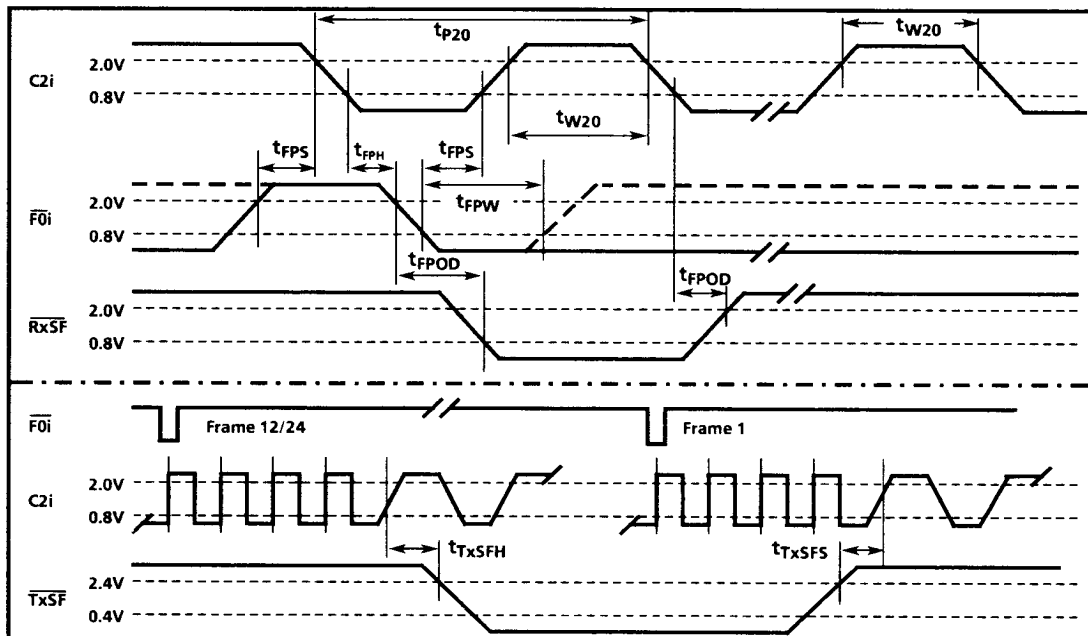 tP20
tW20
C2i
2.0V
0.8V
tW20
tFPS
tFPH
tFPS
F0i
2.0V
0.8V
tFPW
tFPOD
tFPOD
RxSF
2.0V
0.8V
F0i
Frame 12/24
Frame 1
C2i
2.0V
0.8V
tTxSFH
tTxSFS
TxSF
2.4V
0.4V